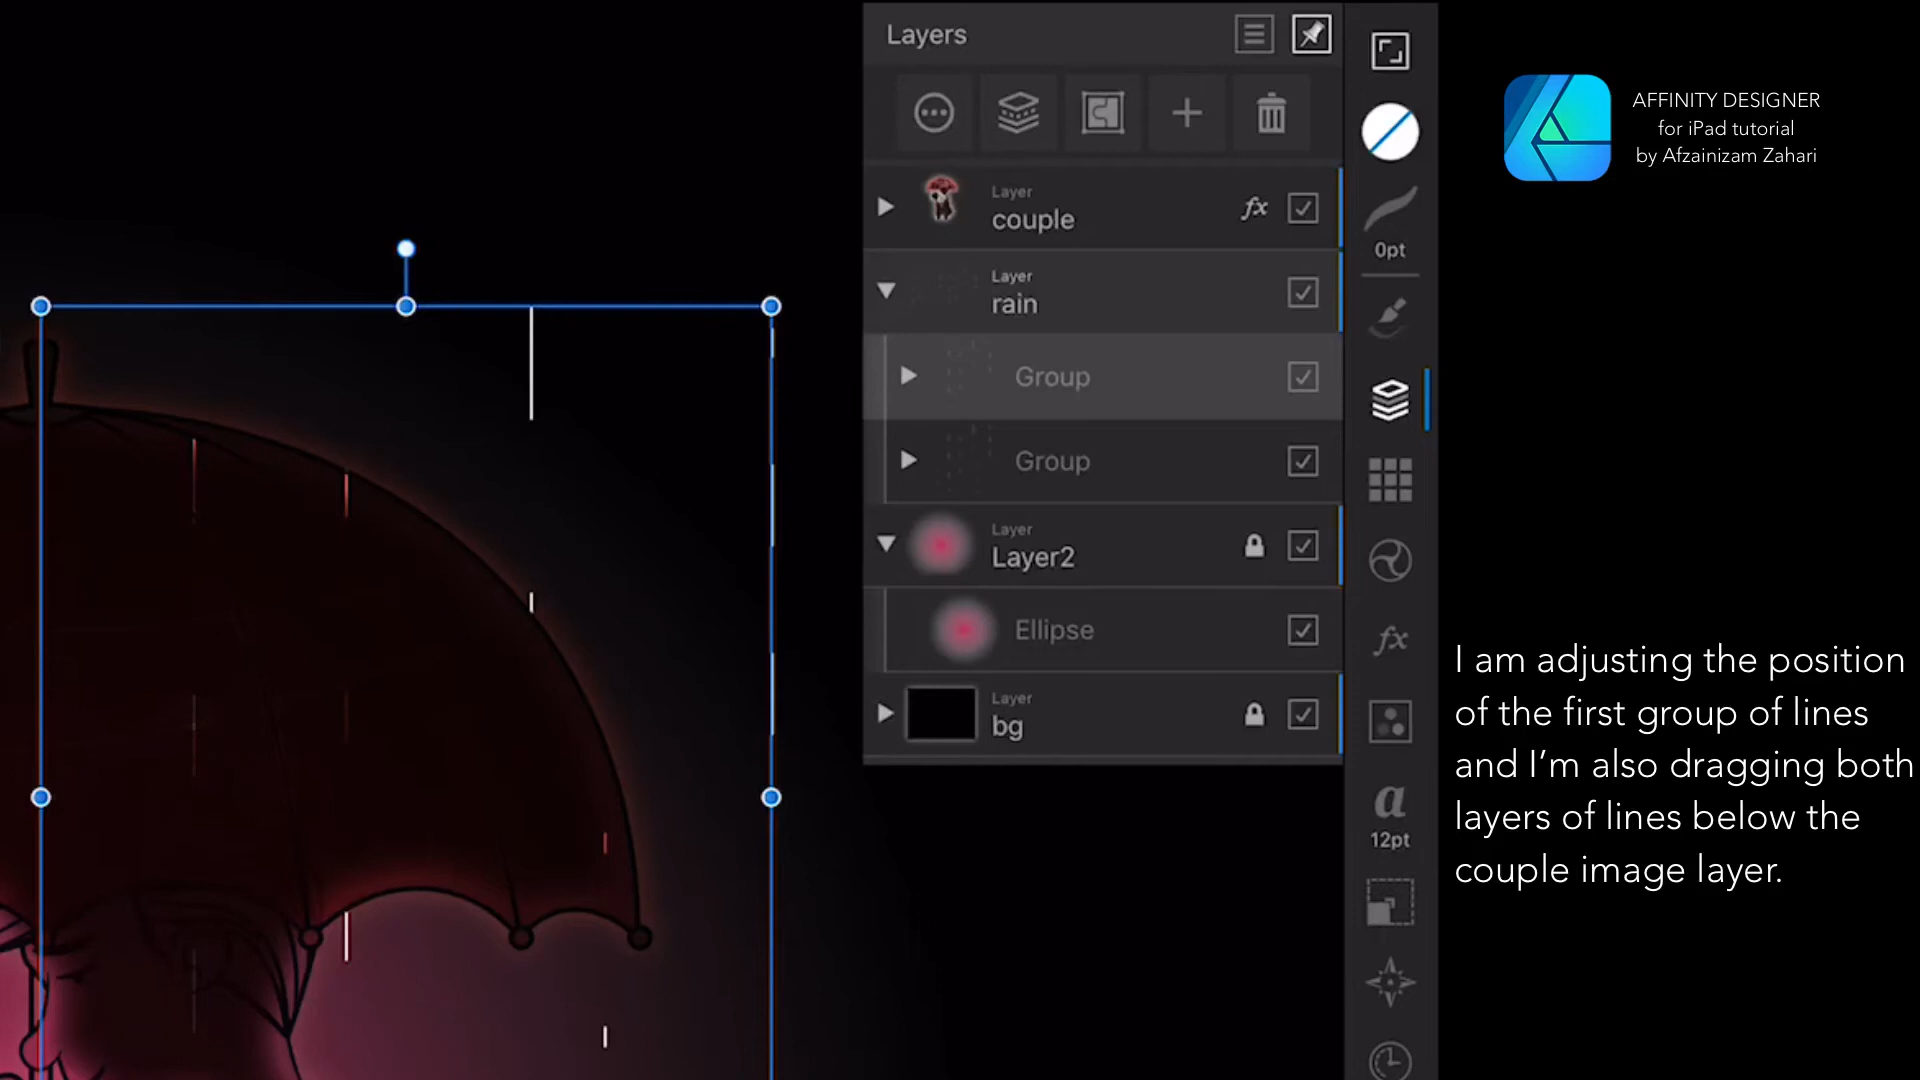 Layers
Layer
couple
fx
Layer
rain
Group
Group
Layer
Layer2
Ellipse
Layer
bg
0pt
fx
a
12pt
AFFINITY DESIGNER
for iPad tutorial
by Afzainizam Zahari
I am adjusting the position
of the first group of lines
and I’m also dragging both
layers of lines below the
couple image layer.